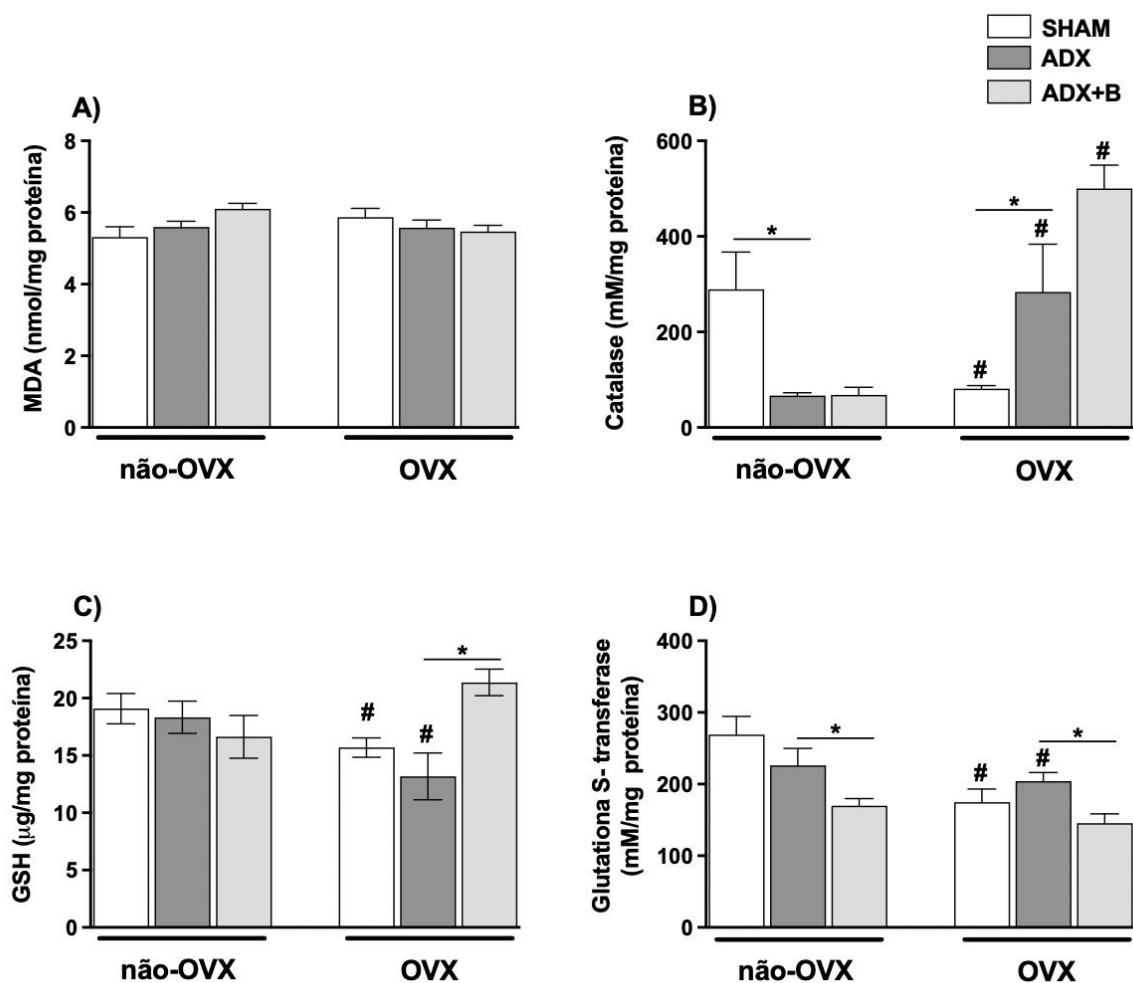 SHAM
ADX
ADX+B
A)
MDA (nmol/mg proteína)
8
6
4
2
0
não-OVX
OVX
B)
Catalase (mM/mg proteína)
600
400
200
0
*
*
#
#
#
não-OVX
OVX
C)
GSH (µg/mg proteína)
25
20
15
10
5
0
#
#
*
não-OVX
OVX
D)
Glutationa S- transferase
(mM/mg proteína)
400
300
200
100
0
*
#
#
*
não-OVX
OVX